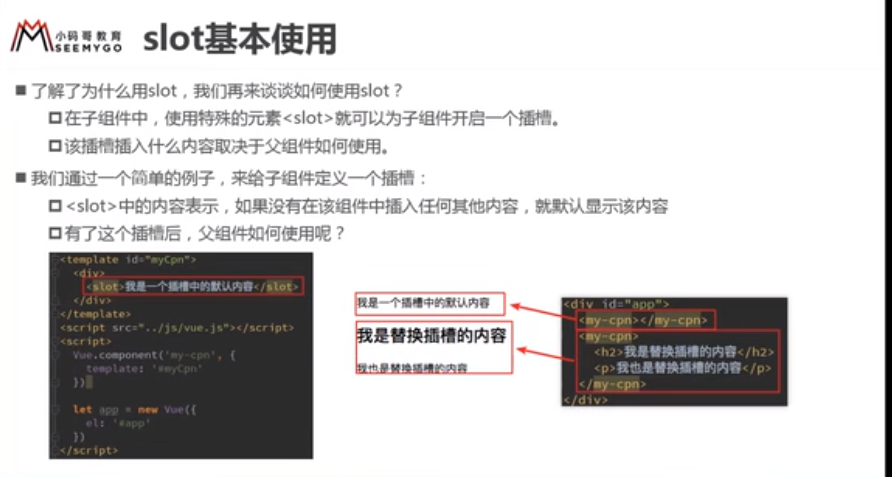 小码哥教育
SEEMYGO
slot基本使用
了解了为什么用slot，我们再来谈谈如何使用slot？
在子组件中，使用特殊的元素<slot>就可以为子组件开启一个插槽。
该插槽插入什么内容取决于父组件如何使用。
我们通过一个简单的例子，来给子组件定义一个插槽：
<slot>中的内容表示，如果没有在该组件中插入任何其他内容，就默认显示该内容
有了这个插槽后，父组件如何使用呢？
<template id="myCpn">
<div>
<slot>我是一个插槽中的默认内容</slot>
</div>
</template>
<script src="../js/vue.js"></script>
<script>
Vue.component('my-cpn', {
template: '#myCpn'
})
let app = new Vue({
el: '#app'
})
</script>
我是一个插槽中的默认内容
我是替换插槽的内容
我也是替换插槽的内容
<div id="app">
<my-cpn></my-cpn>
<my-cpn>
<h2>我是替换插槽的内容</h2>
<p>我也是替换插槽的内容</p>
</my-cpn>
</div>